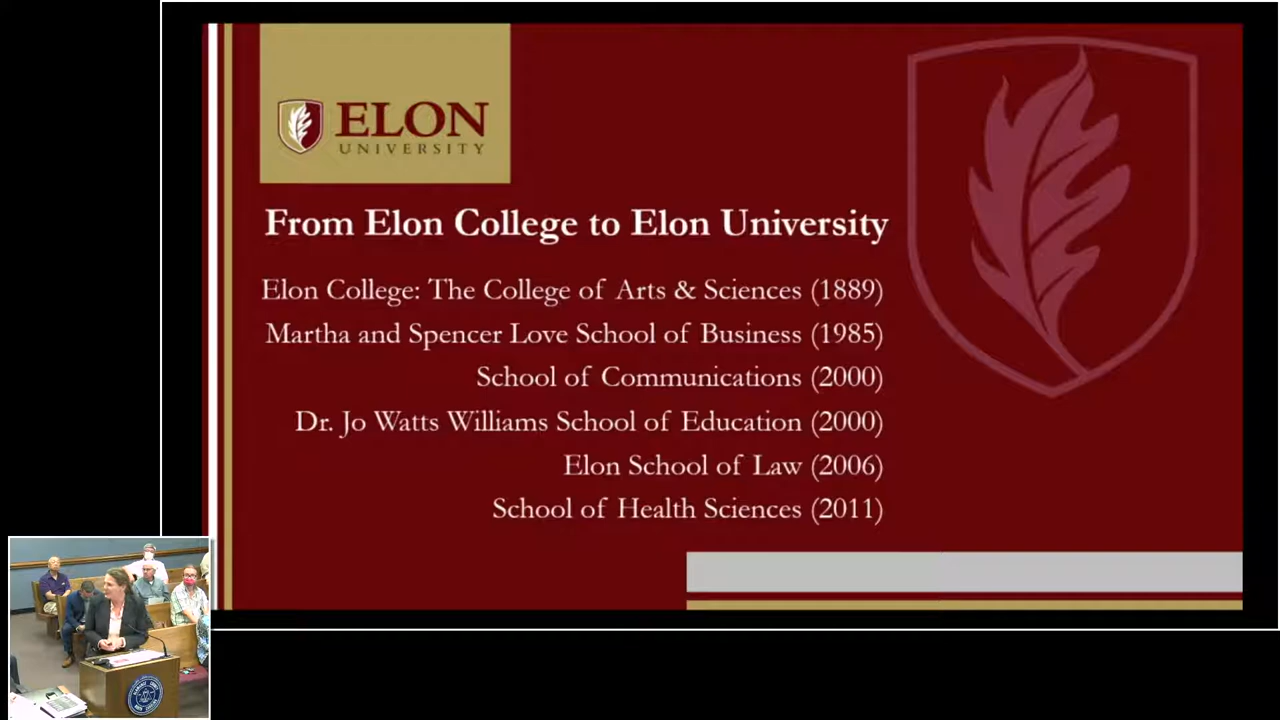 ELON
UNIVERSITY
From Elon College to Elon University
Elon College: The College of Arts & Sciences (1889)
Martha and Spencer Love School of Business (1985)
School of Communications (2000)
Dr. Jo Watts Williams School of Education (2000)
Elon School of Law (2006)
School of Health Sciences (2011)